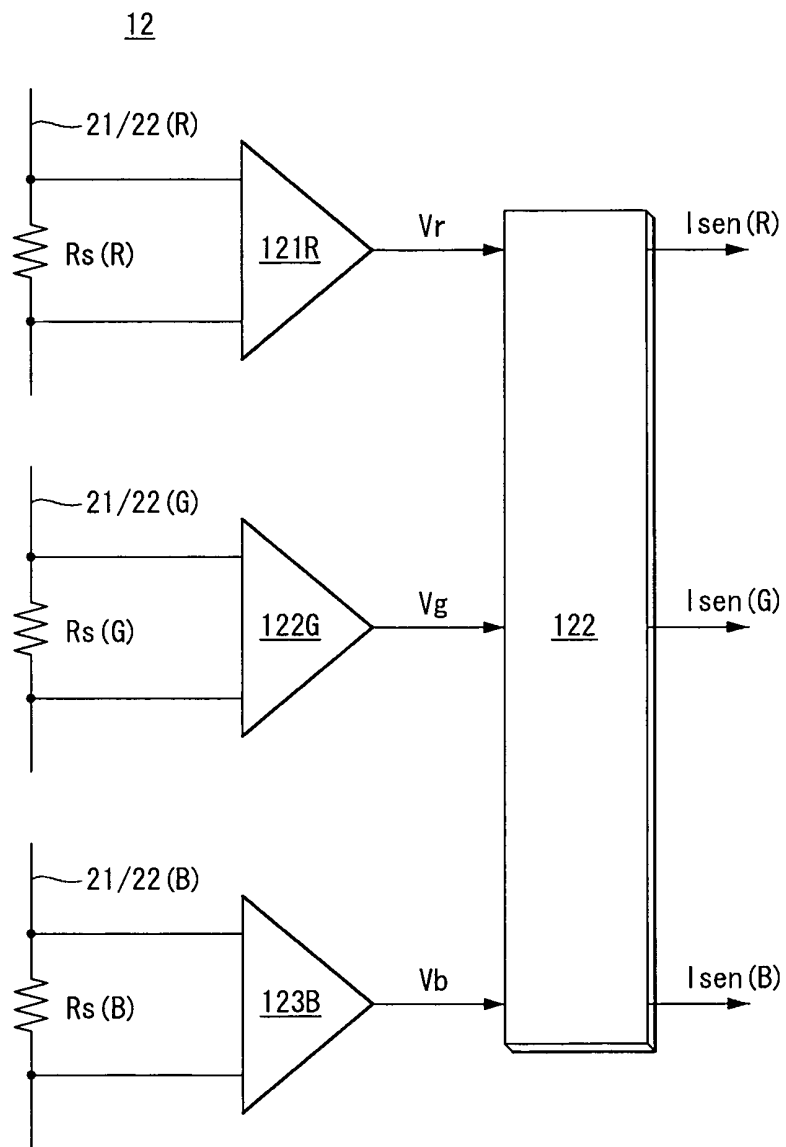 12
21/22(R)
Rs(R)
121R
Vr
Isen(R)
21/22(G)
Rs(G)
122G
Vg
122
Isen(G)
21/22(B)
Rs(B)
123B
Vb
Isen(B)